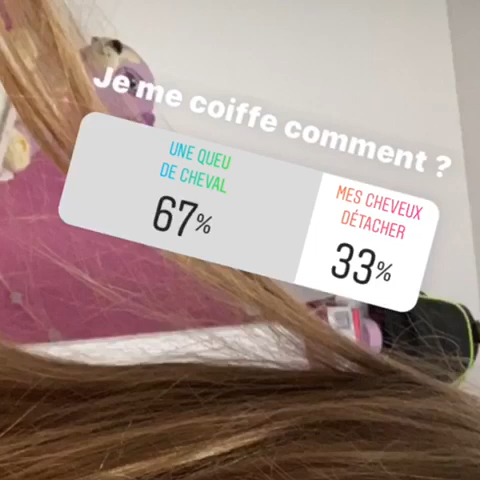 Je me coiffe comment ?
UNE QUEU
DE CHEVAL
67%
MES CHEVEUX
DÉTACHER
33%